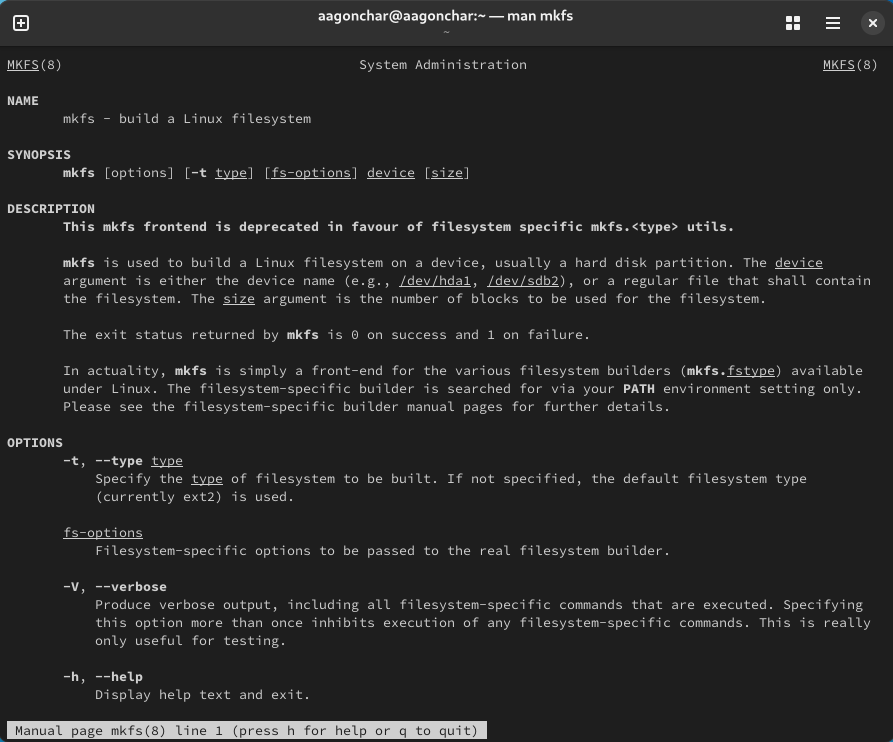 aagonchar@aagonchar:~ — man mkfs
~
MKFS(8) System Administration MKFS(8)
NAME
mkfs - build a Linux filesystem
SYNOPSIS
mkfs [options] [-t type] [fs-options] device [size]
DESCRIPTION
This mkfs frontend is deprecated in favour of filesystem specific mkfs.<type> utils.
mkfs is used to build a Linux filesystem on a device, usually a hard disk partition. The device
argument is either the device name (e.g., /dev/hda1, /dev/sdb2), or a regular file that shall contain
the filesystem. The size argument is the number of blocks to be used for the filesystem.
The exit status returned by mkfs is 0 on success and 1 on failure.
In actuality, mkfs is simply a front-end for the various filesystem builders (mkfs.fstype) available
under Linux. The filesystem-specific builder is searched for via your PATH environment setting only.
Please see the filesystem-specific builder manual pages for further details.
OPTIONS
-t, --type type
Specify the type of filesystem to be built. If not specified, the default filesystem type
(currently ext2) is used.
fs-options
Filesystem-specific options to be passed to the real filesystem builder.
-V, --verbose
Produce verbose output, including all filesystem-specific commands that are executed. Specifying
this option more than once inhibits execution of any filesystem-specific commands. This is really
only useful for testing.
-h, --help
Display help text and exit.
Manual page mkfs(8) line 1 (press h for help or q to quit)